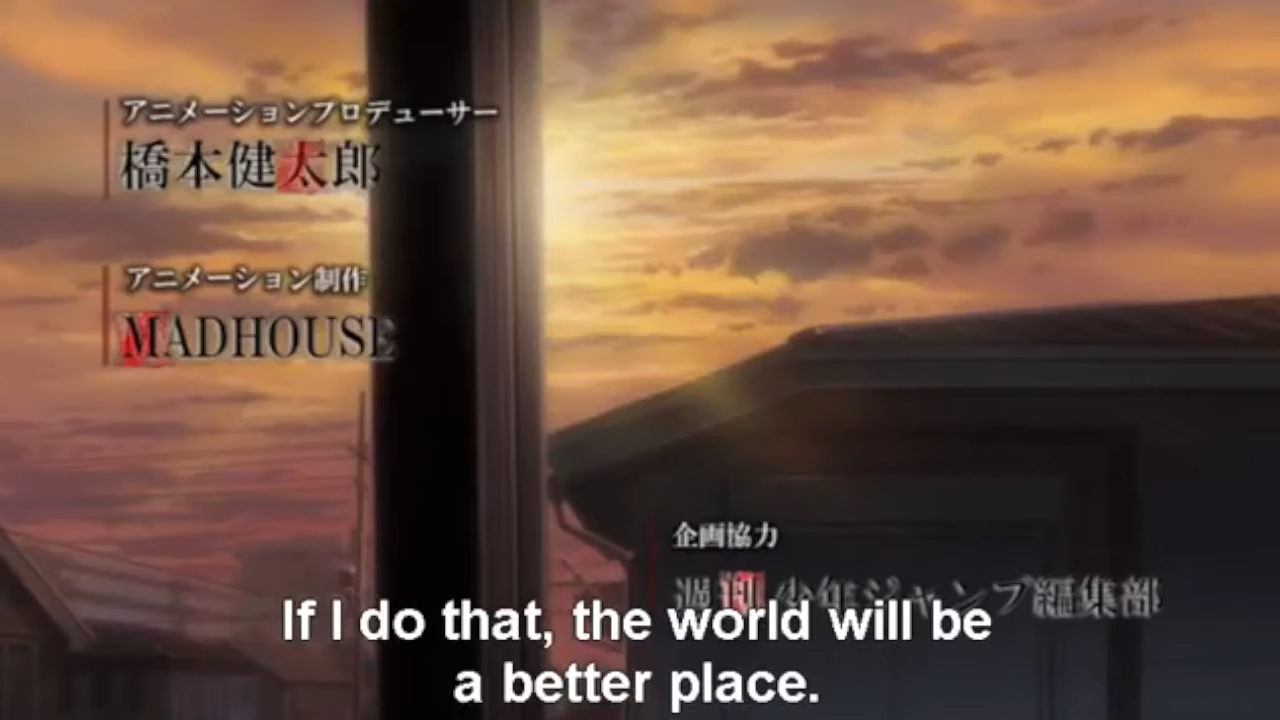 アニメーションプロデューサー
橋本健太郎
アニメーション制作
MADHOUSE
企画協力
週刊少年ジャンプ編集部
If I do that, the world will be
a better place.